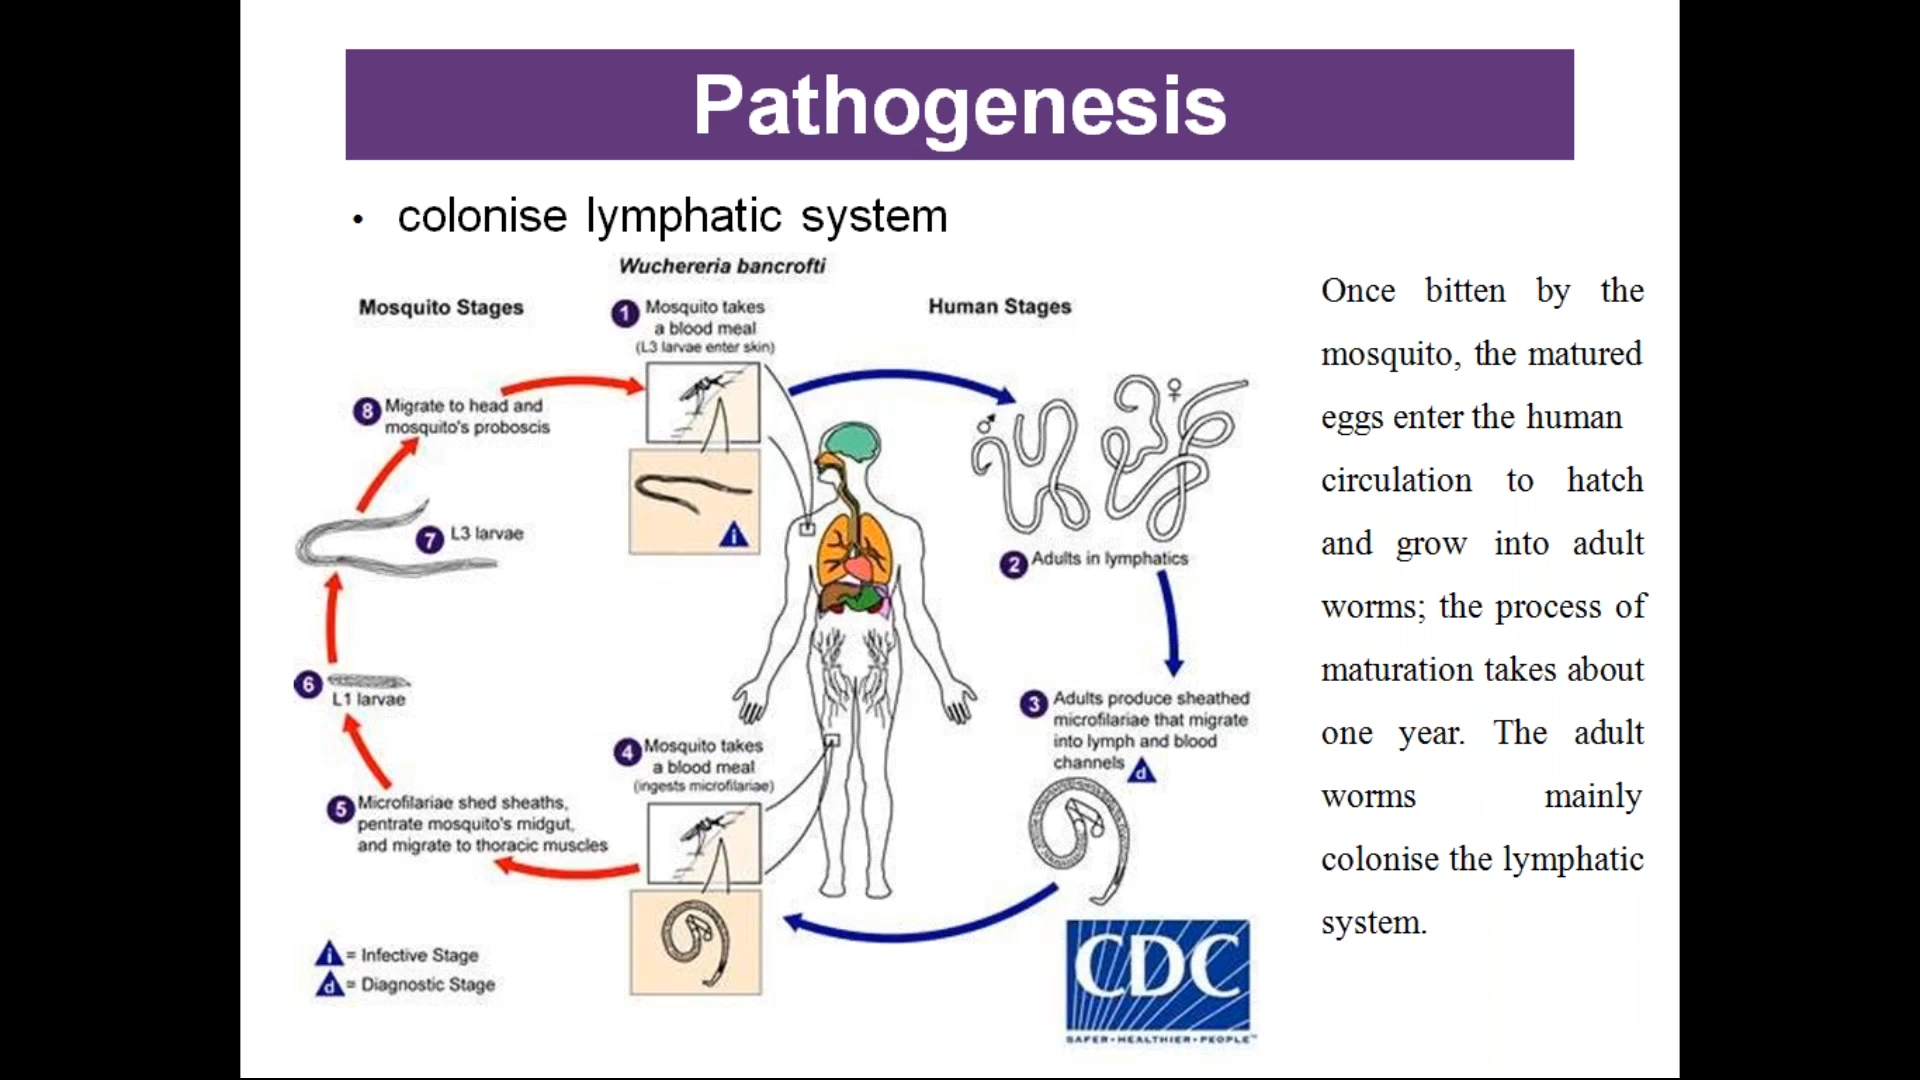 Pathogenesis
• colonise lymphatic system
Wuchereria bancrofti
Mosquito Stages
Human Stages
1 Mosquito takes
a blood meal
(L3 larvae enter skin)
8 Migrate to head and
mosquito's proboscis
♂
♀
i
7 L3 larvae
2 Adults in lymphatics
6
L1 larvae
3 Adults produce sheathed
microfilariae that migrate
into lymph and blood
channels d
4 Mosquito takes
a blood meal
(ingests microfilariae)
5 Microfilariae shed sheaths,
pentrate mosquito's midgut,
and migrate to thoracic muscles
i = Infective Stage
d = Diagnostic Stage
CDC
SAFER·HEALTHIER·PEOPLE™
Once bitten by the
mosquito, the matured
eggs enter the human
circulation to hatch
and grow into adult
worms; the process of
maturation takes about
one year. The adult
worms mainly
colonise the lymphatic
system.